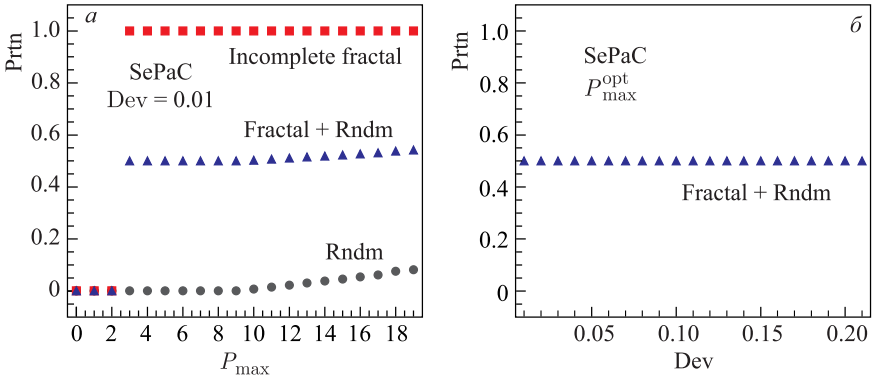 а
Prtn
1.0
0.8
0.6
0.4
0.2
0
Incomplete fractal
SePaC
Dev = 0.01
Fractal + Rndm
Rndm
0 2 4 6 8 10 12 14 16 18
P_max
б
Prtn
1.0
0.8
0.6
0.4
0.2
0
SePaC
P_max^opt
Fractal + Rndm
0.05 0.10 0.15 0.20
Dev